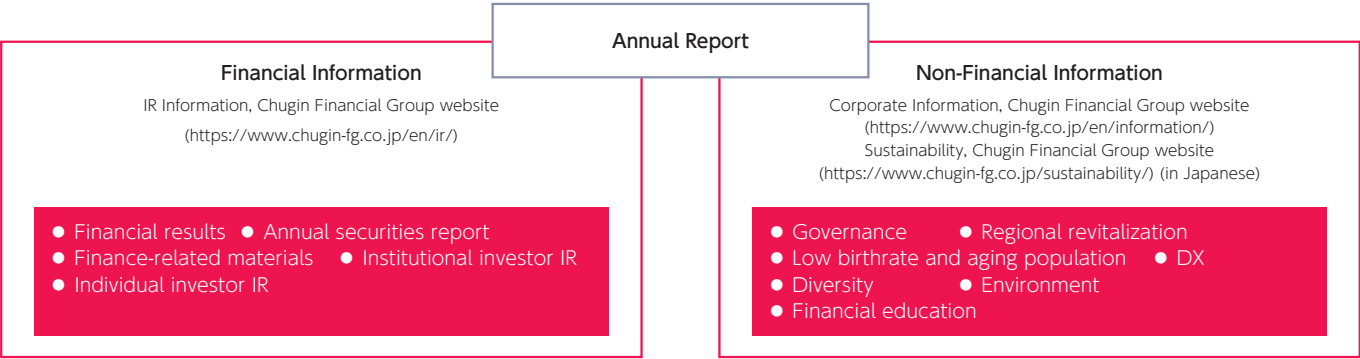 Annual Report
Financial Information
IR Information, Chugin Financial Group website
(https://www.chugin-fg.co.jp/en/ir/)
● Financial results ● Annual securities report
● Finance-related materials ● Institutional investor IR
● Individual investor IR
Non-Financial Information
Corporate Information, Chugin Financial Group website
(https://www.chugin-fg.co.jp/en/information/)
Sustainability, Chugin Financial Group website
(https://www.chugin-fg.co.jp/sustainability/) (in Japanese)
● Governance ● Regional revitalization
● Low birthrate and aging population ● DX
● Diversity ● Environment
● Financial education